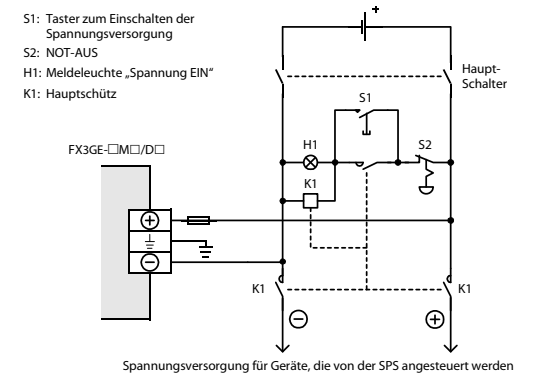 S1: Taster zum Einschalten der
Spannungsversorgung
S2: NOT-AUS
H1: Meldeleuchte „Spannung EIN“
K1: Hauptschütz
+
Haupt-
Schalter
S1
H1
S2
K1
FX3GE-□M□/D□
+
−
K1
K1
−
+
Spannungsversorgung für Geräte, die von der SPS angesteuert werden